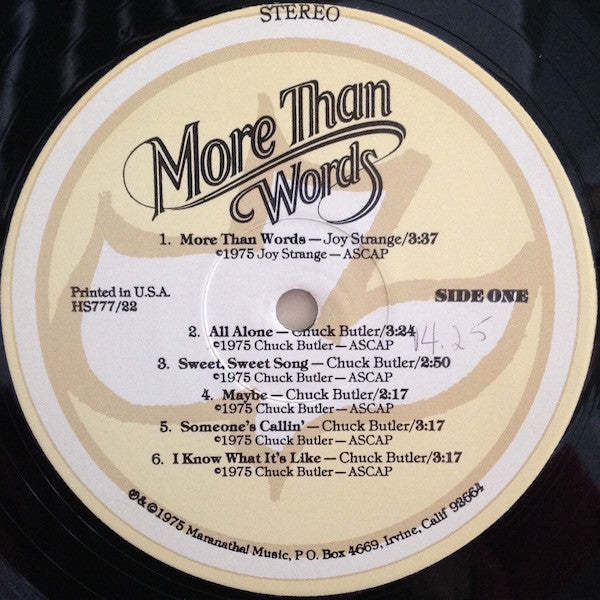 STEREO
More Than
Words
1. More Than Words—Joy Strange/3:37
©1975 Joy Strange—ASCAP
Printed in U.S.A.
HS777/22
SIDE ONE
2. All Alone—Chuck Butler/3:24
©1975 Chuck Butler—ASCAP
14.25
3. Sweet, Sweet Song—Chuck Butler/2:50
©1975 Chuck Butler—ASCAP
4. Maybe—Chuck Butler/2:17
©1975 Chuck Butler—ASCAP
5. Someone's Callin'—Chuck Butler/3:17
©1975 Chuck Butler—ASCAP
6. I Know What It's Like—Chuck Butler/3:17
©1975 Chuck Butler—ASCAP
℗&©1975 Maranatha! Music, P O. Box 4669, Irvine, Calif 92664